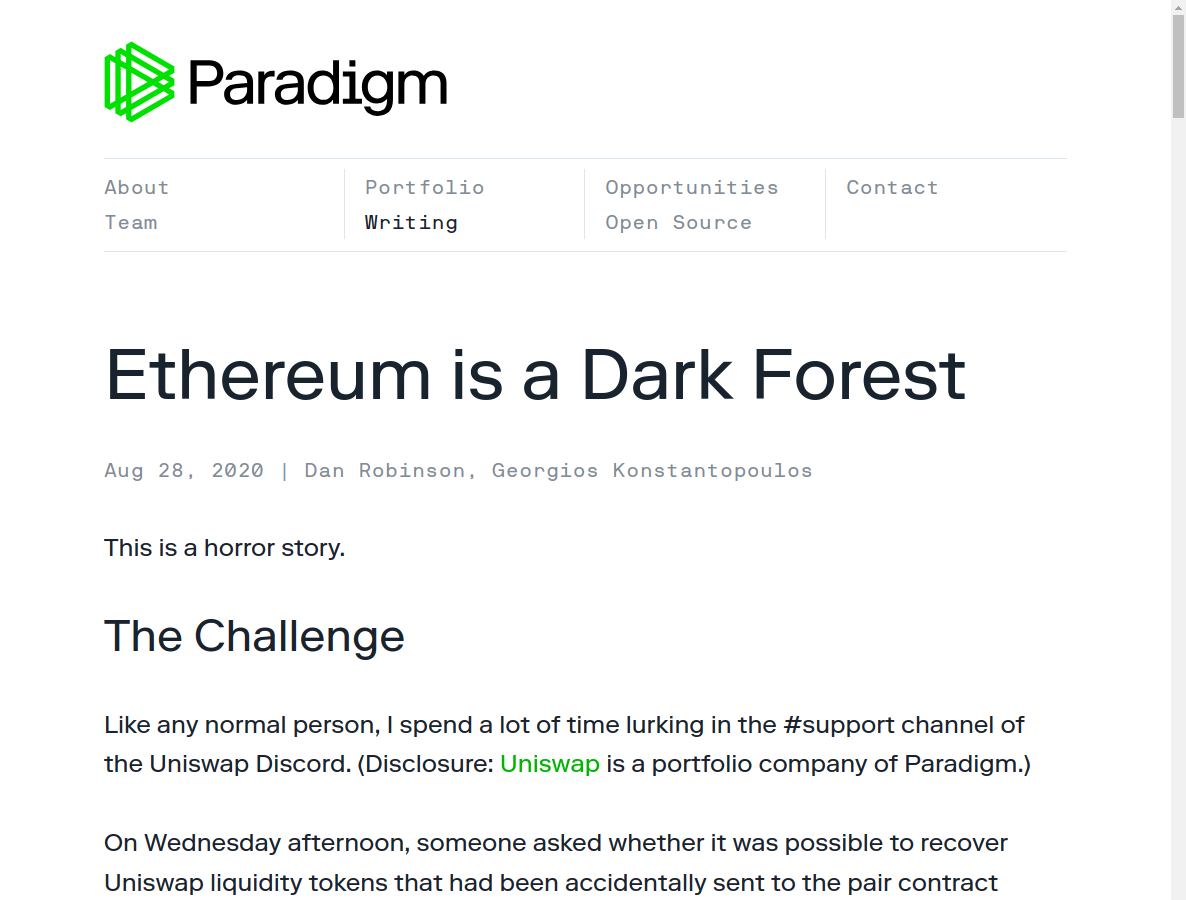 Paradigm
About
Portfolio
Opportunities
Contact
Team
Writing
Open Source
Ethereum is a Dark Forest
Aug 28, 2020 | Dan Robinson, Georgios Konstantopoulos
This is a horror story.
The Challenge
Like any normal person, I spend a lot of time lurking in the #support channel of
the Uniswap Discord. (Disclosure: Uniswap is a portfolio company of Paradigm.)
On Wednesday afternoon, someone asked whether it was possible to recover
Uniswap liquidity tokens that had been accidentally sent to the pair contract